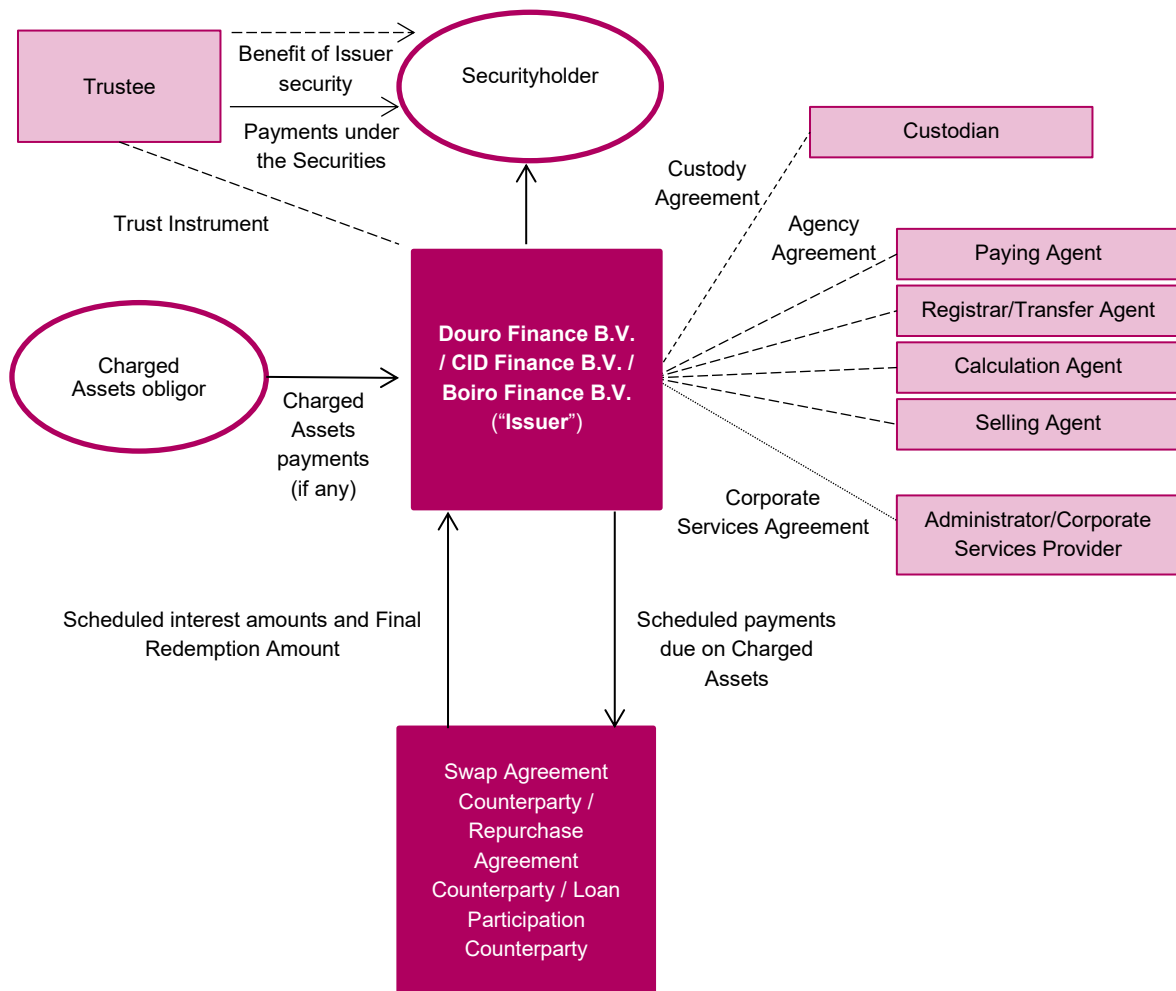 Trustee
Benefit of Issuer
security
Payments under
the Securities
Securityholder
Trust Instrument
Custody
Agreement
Custodian
Agency
Agreement
Paying Agent
Registrar/Transfer Agent
Calculation Agent
Selling Agent
Charged
Assets obligor
Charged
Assets
payments
(if any)
Douro Finance B.V.
/ CID Finance B.V. /
Boiro Finance B.V.
(“Issuer”)
Corporate
Services Agreement
Administrator/Corporate
Services Provider
Scheduled interest amounts and Final
Redemption Amount
Scheduled payments
due on Charged
Assets
Swap Agreement
Counterparty /
Repurchase
Agreement
Counterparty / Loan
Participation
Counterparty